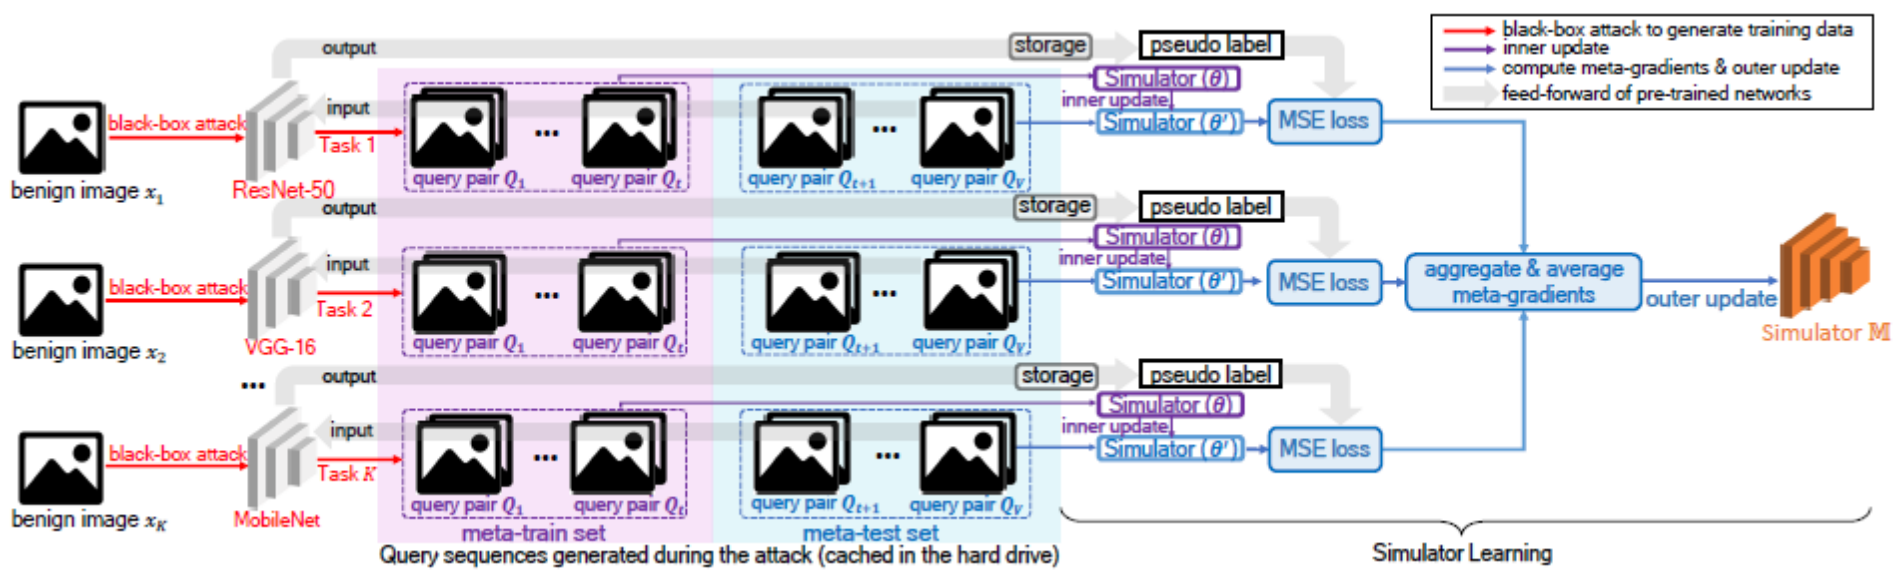 black-box attack to generate training data
inner update
compute meta-gradients & outer update
feed-forward of pre-trained networks
output
storage
pseudo label
input
Simulator (θ)
inner update
Simulator (θ')
MSE loss
black-box attack
Task 1
...
...
benign image x₁
ResNet-50
query pair Q₁
query pair Qₜ
query pair Qₜ₊₁
query pair Q_V
output
storage
pseudo label
input
Simulator (θ)
inner update
Simulator (θ')
MSE loss
aggregate & average
meta-gradients
outer update
Simulator 𝕄
black-box attack
Task 2
...
...
benign image x₂
VGG-16
query pair Q₁
query pair Qₜ
query pair Qₜ₊₁
query pair Q_V
...
output
storage
pseudo label
input
Simulator (θ)
inner update
Simulator (θ')
MSE loss
black-box attack
Task K
...
...
benign image x_K
MobileNet
query pair Q₁
query pair Qₜ
query pair Qₜ₊₁
query pair Q_V
meta-train set
meta-test set
Query sequences generated during the attack (cached in the hard drive)
Simulator Learning